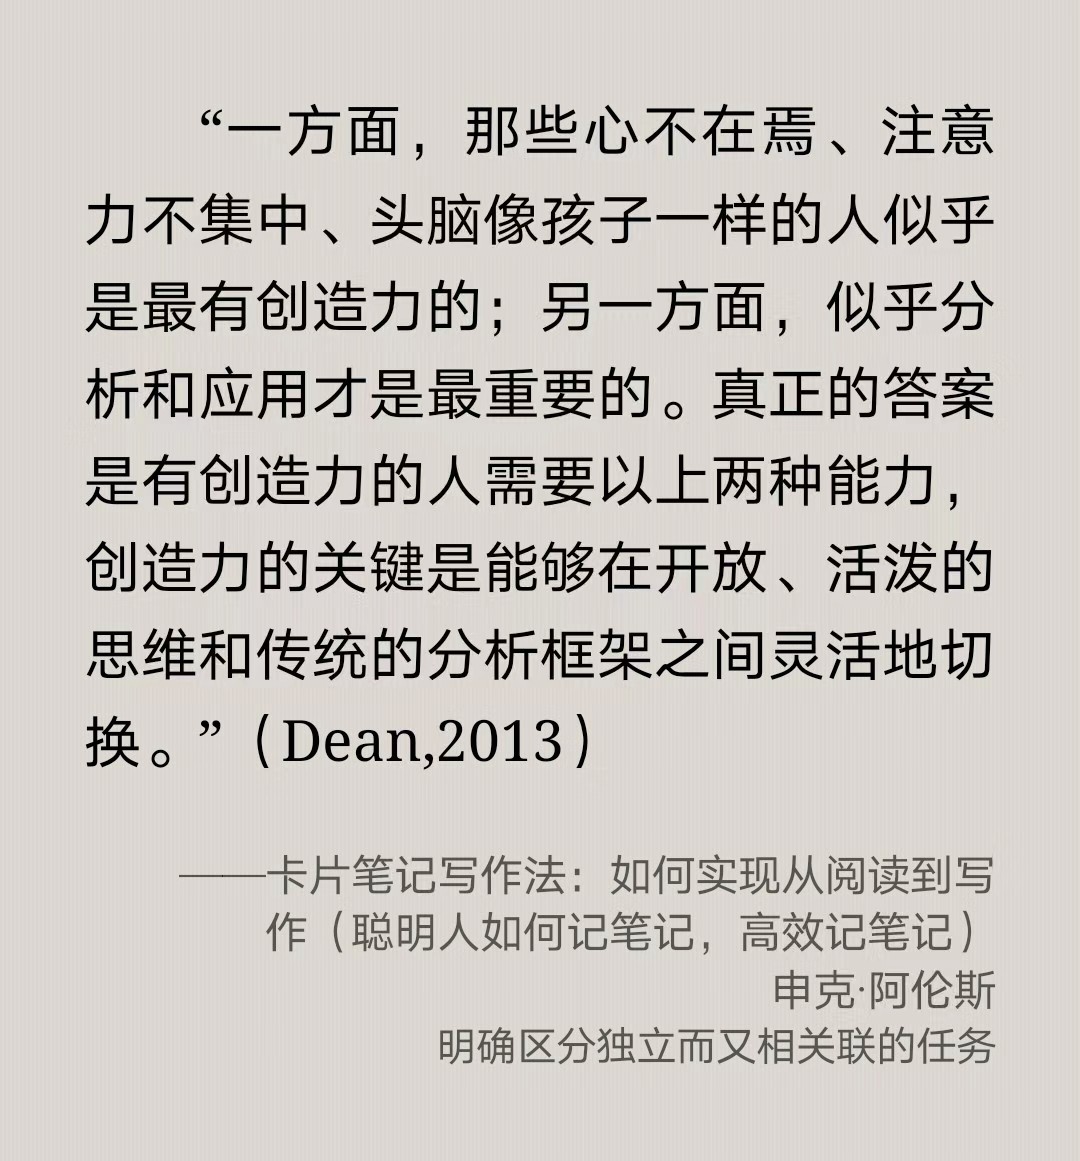 “一方面，那些心不在焉、注意
力不集中、头脑像孩子一样的人似乎
是最有创造力的；另一方面，似乎分
析和应用才是最重要的。真正的答案
是有创造力的人需要以上两种能力，
创造力的关键是能够在开放、活泼的
思维和传统的分析框架之间灵活地切
换。”（Dean,2013）
——卡片笔记写作法：如何实现从阅读到写
作（聪明人如何记笔记，高效记笔记）
申克·阿伦斯
明确区分独立而又相关联的任务